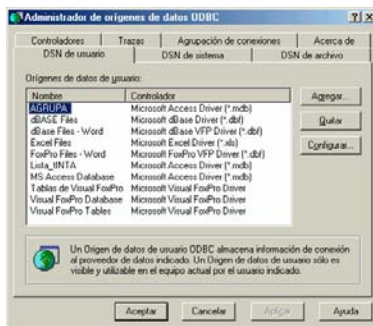 Administrador de orígenes de datos ODBC
Controladores Trazas Agrupación de conexiones Acerca de
DSN de usuario DSN de sistema DSN de archivo
Orígenes de datos de usuario:
Nombre Controlador
AGRUPA Microsoft Access Driver (*.mdb)
dBASE Files Microsoft dBase Driver (*.dbf)
dBase Files - Word Microsoft dBase VFP Driver (*.dbf)
Excel Files Microsoft Excel Driver (*.xls)
FoxPro Files - Word Microsoft FoxPro VFP Driver (*.dbf)
Lista_IINTA Microsoft Access Driver (*.mdb)
MS Access Database Microsoft Access Driver (*.mdb)
Tablas de Visual FoxPro Microsoft Visual FoxPro Driver
Visual FoxPro Database Microsoft Visual FoxPro Driver
Visual FoxPro Tables Microsoft Visual FoxPro Driver
Agregar...
Quitar
Configurar...
Un Origen de datos de usuario ODBC almacena información de conexión
al proveedor de datos indicado. Un Origen de datos de usuario sólo es
visible y utilizable en el equipo actual por el usuario indicado.
Aceptar Cancelar Aplicar Ayuda